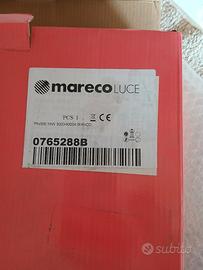 marecoLUCE
PCS 1
CE
0765288B
subito